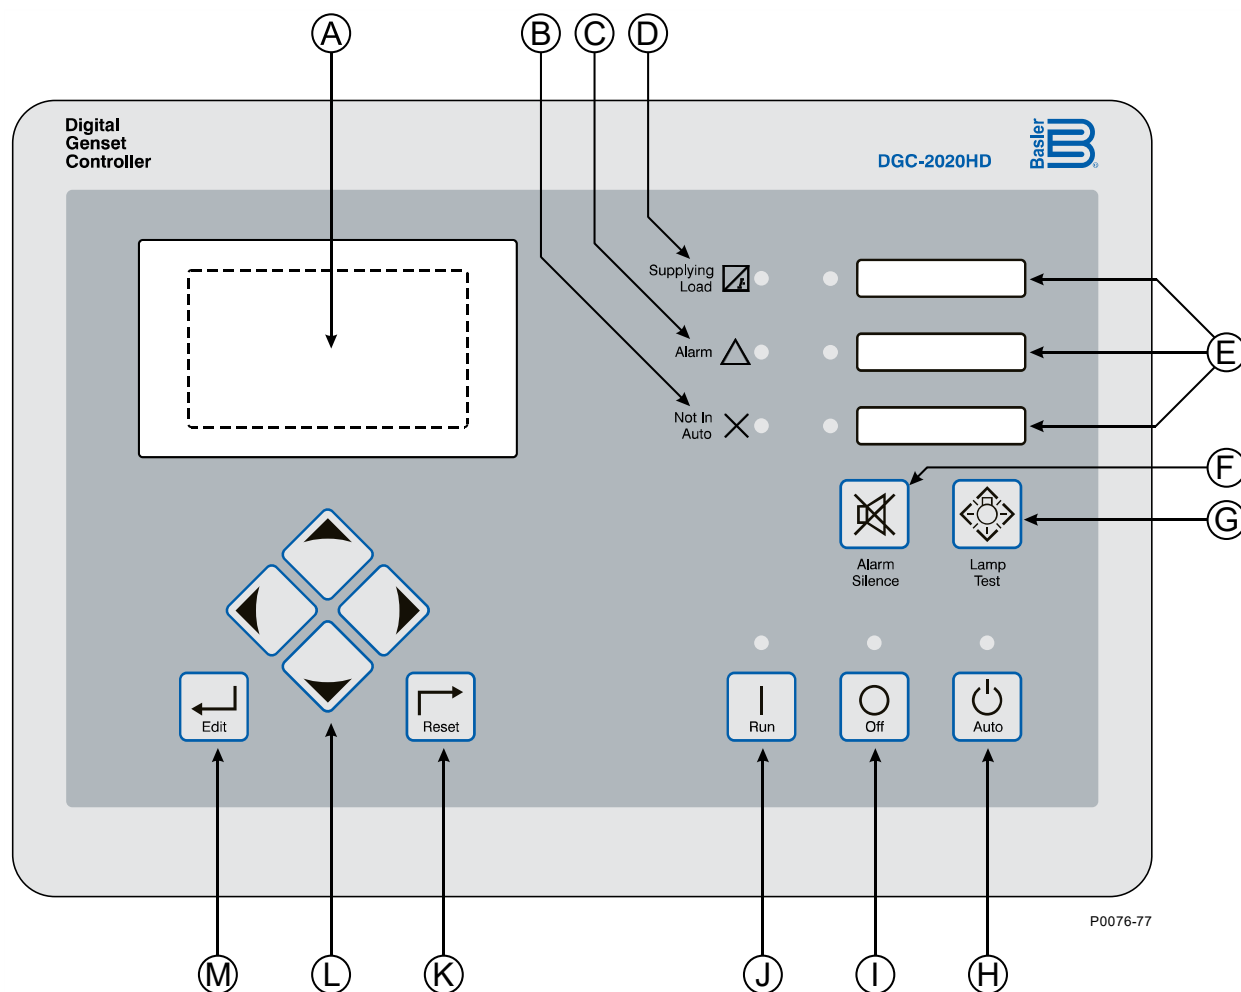 A
B
C
D
Digital
Genset
Controller
DGC-2020HD
Basler
B
®
Supplying
Load
Alarm
Not In
Auto
E
F
G
Alarm
Silence
Lamp
Test
Edit
Reset
Run
Off
Auto
P0076-77
M
L
K
J
I
H